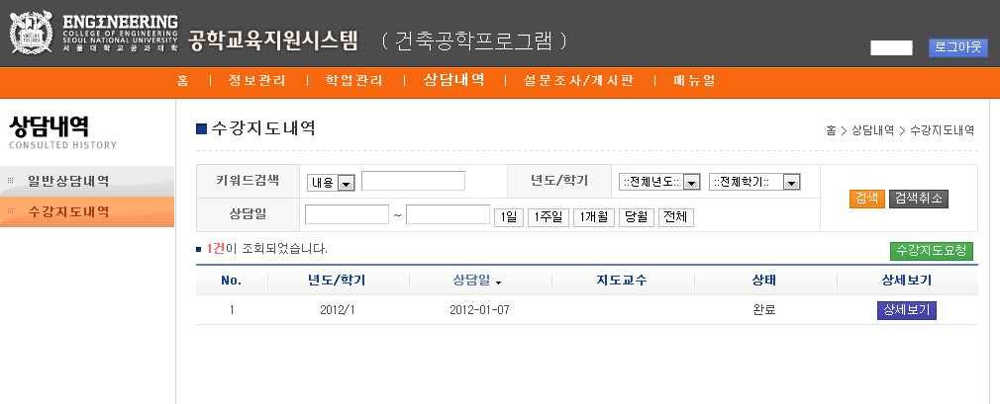 ENGINEERING
COLLEGE OF ENGINEERING
SEOUL NATIONAL UNIVERSITY
서울대학교공과대학
공학교육지원시스템 ( 건축공학프로그램 )
로그아웃
홈 | 정보관리 | 학업관리 | 상담내역 | 설문조사/게시판 | 매뉴얼
상담내역
CONSULTED HISTORY
일반상담내역
수강지도내역
수강지도내역
홈 > 상담내역 > 수강지도내역
키워드검색 내용 년도/학기 ::전체년도:: ::전체학기::
상담일 ~ 1일 1주일 1개월 당월 전체
검색 검색취소
1건이 조회되었습니다.
수강지도요청
No. 년도/학기 상담일 지도교수 상태 상세보기
1 2012/1 2012-01-07 완료 상세보기